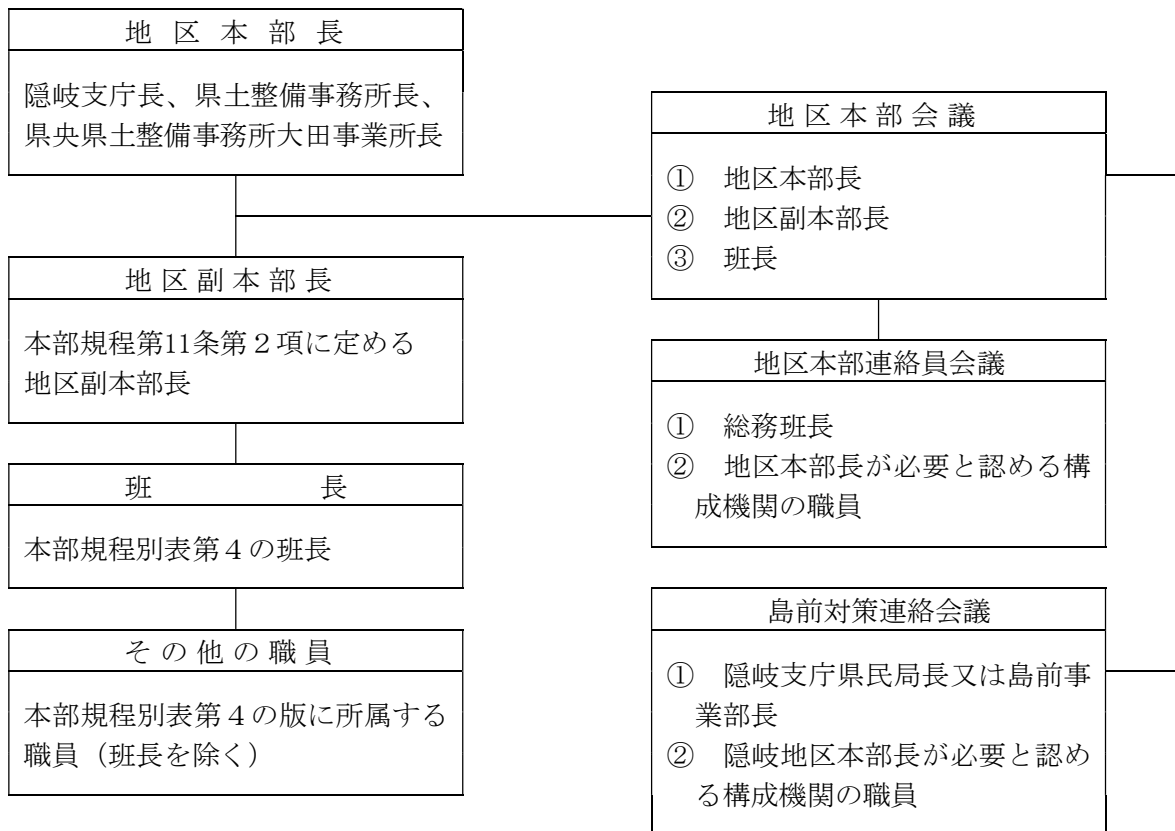 地区本部長
隠岐支庁長、県土整備事務所長、
県央県土整備事務所大田事業所長
地区副本部長
本部規程第11条第２項に定める
地区副本部長
班長
本部規程別表第４の班長
その他の職員
本部規程別表第４の版に所属する
職員（班長を除く）
地区本部会議
①　地区本部長
②　地区副本部長
③　班長
地区本部連絡員会議
①　総務班長
②　地区本部長が必要と認める構
成機関の職員
島前対策連絡会議
①　隠岐支庁県民局長又は島前事
業部長
②　隠岐地区本部長が必要と認め
る構成機関の職員